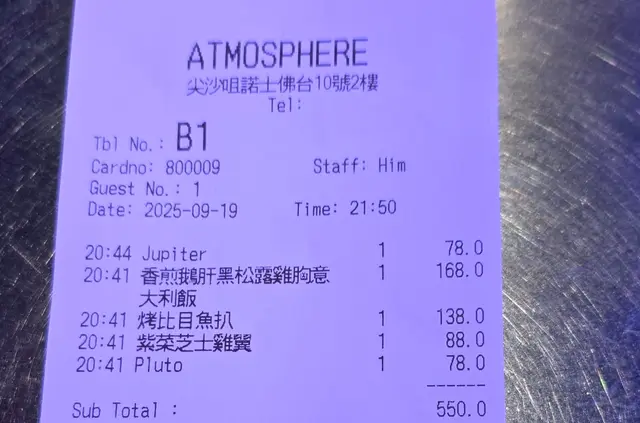 ATMOSPHERE
尖沙咀諾士佛台10號2樓
Tel:
Tbl No.: B1
Cardno: 800009 Staff: Him
Guest No.: 1
Date: 2025-09-19 Time: 21:50
20:44 Jupiter 1 78.0
20:41 香煎鵝肝黑松露雞胸意 1 168.0
大利飯
20:41 烤比目魚扒 1 138.0
20:41 紫菜芝士雞翼 1 88.0
20:41 Pluto 1 78.0
------
Sub Total : 550.0